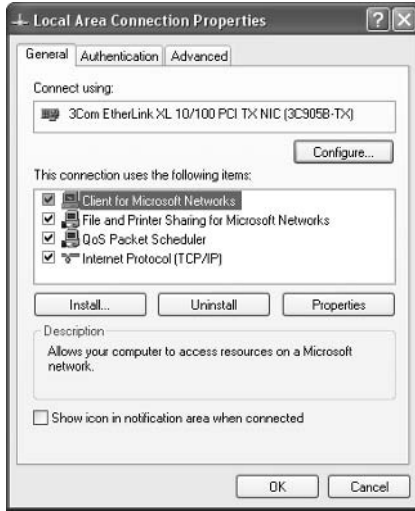 Local Area Connection Properties
General Authentication Advanced
Connect using:
3Com EtherLink XL 10/100 PCI TX NIC (3C905B-TX)
Configure...
This connection uses the following items:
Client for Microsoft Networks
File and Printer Sharing for Microsoft Networks
QoS Packet Scheduler
Internet Protocol (TCP/IP)
Install... Uninstall Properties
Description
Allows your computer to access resources on a Microsoft
network.
Show icon in notification area when connected
OK Cancel